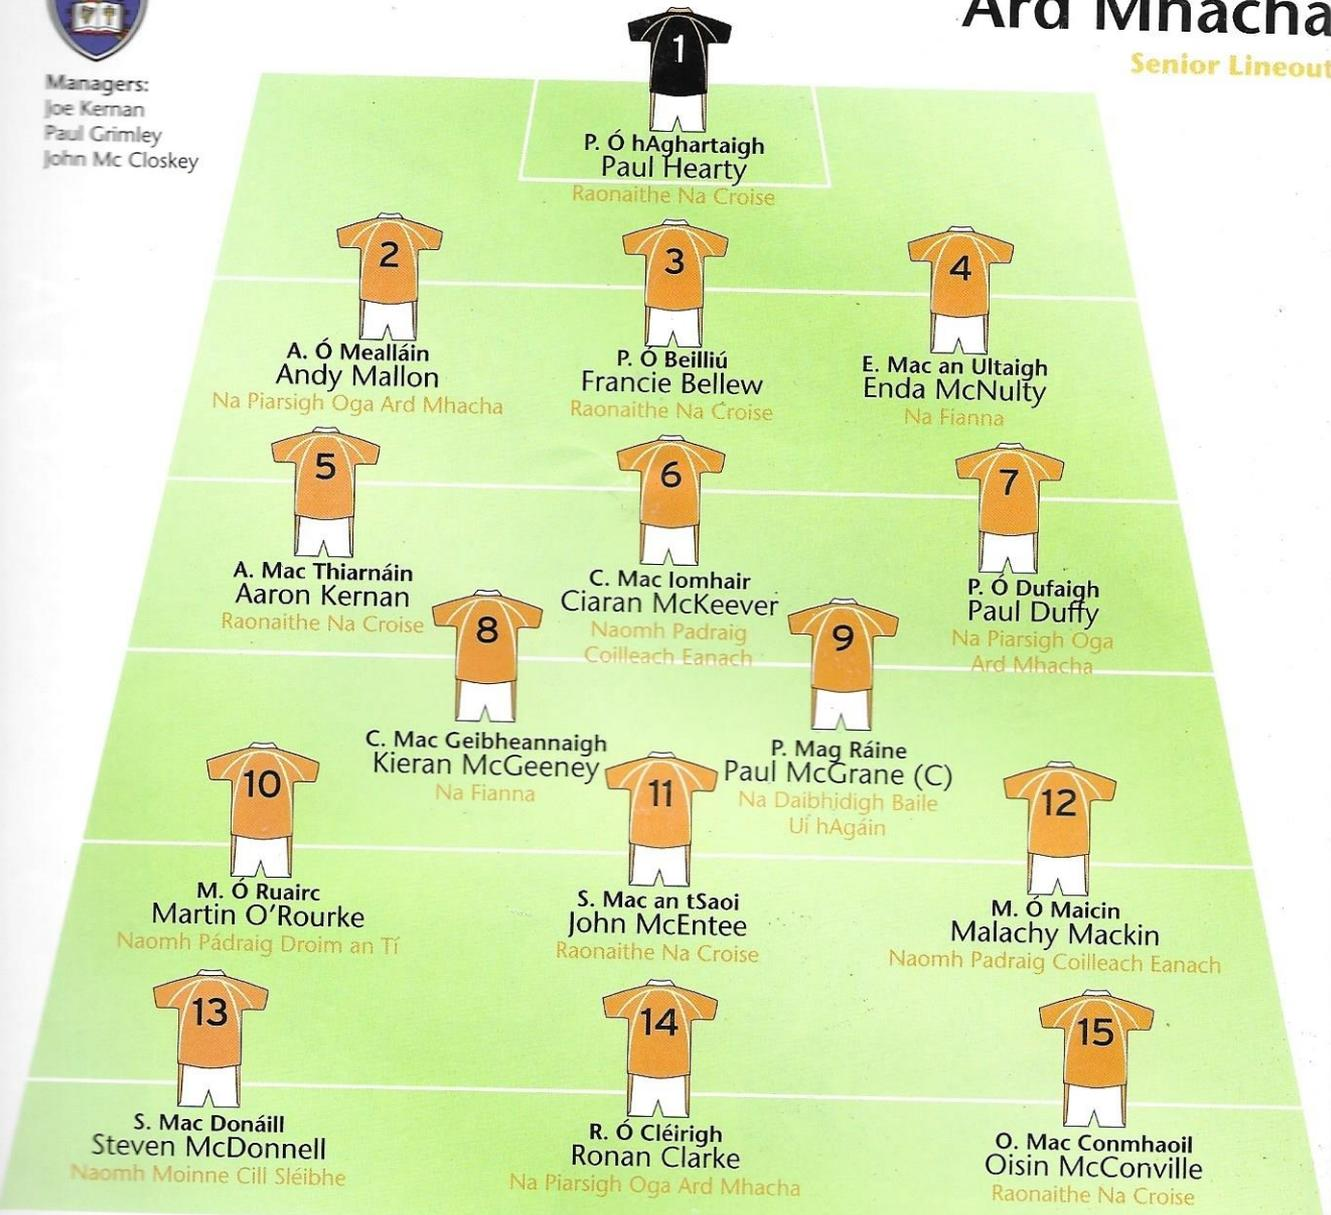 Ard Mhacha
Senior Lineout
Managers:
Joe Kernan
Paul Grimley
John Mc Closkey
1
P. Ó hAghartaigh
Paul Hearty
Raonaithe Na Croise
2
A. Ó Mealláin
Andy Mallon
Na Piarsigh Oga Ard Mhacha
3
P. Ó Beilliú
Francie Bellew
Raonaithe Na Croise
4
E. Mac an Ultaigh
Enda McNulty
Na Fianna
5
A. Mac Thiarnáin
Aaron Kernan
Raonaithe Na Croise
6
C. Mac Iomhair
Ciaran McKeever
Naomh Padraig
Coilleach Eanach
7
P. Ó Dufaigh
Paul Duffy
Na Piarsigh Oga
Ard Mhacha
8
C. Mac Geibheannaigh
Kieran McGeeney
Na Fianna
9
P. Mag Ráine
Paul McGrane (C)
Na Daibhidigh Baile
Uí hAgáin
10
M. Ó Ruairc
Martin O'Rourke
Naomh Pádraig Droim an Tí
11
S. Mac an tSaoi
John McEntee
Raonaithe Na Croise
12
M. Ó Maicin
Malachy Mackin
Naomh Padraig Coilleach Eanach
13
S. Mac Donáill
Steven McDonnell
Naomh Moinne Cill Sléibhe
14
R. Ó Cléirigh
Ronan Clarke
Na Piarsigh Oga Ard Mhacha
15
O. Mac Conmhaoil
Oisin McConville
Raonaithe Na Croise